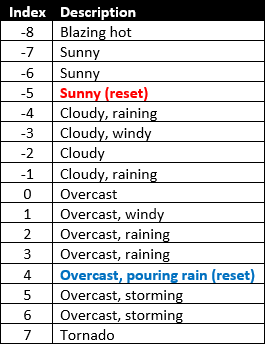 Index Description
-8 Blazing hot
-7 Sunny
-6 Sunny
-5 Sunny (reset)
-4 Cloudy, raining
-3 Cloudy, windy
-2 Cloudy
-1 Cloudy, raining
0 Overcast
1 Overcast, windy
2 Overcast, raining
3 Overcast, raining
4 Overcast, pouring rain (reset)
5 Overcast, storming
6 Overcast, storming
7 Tornado